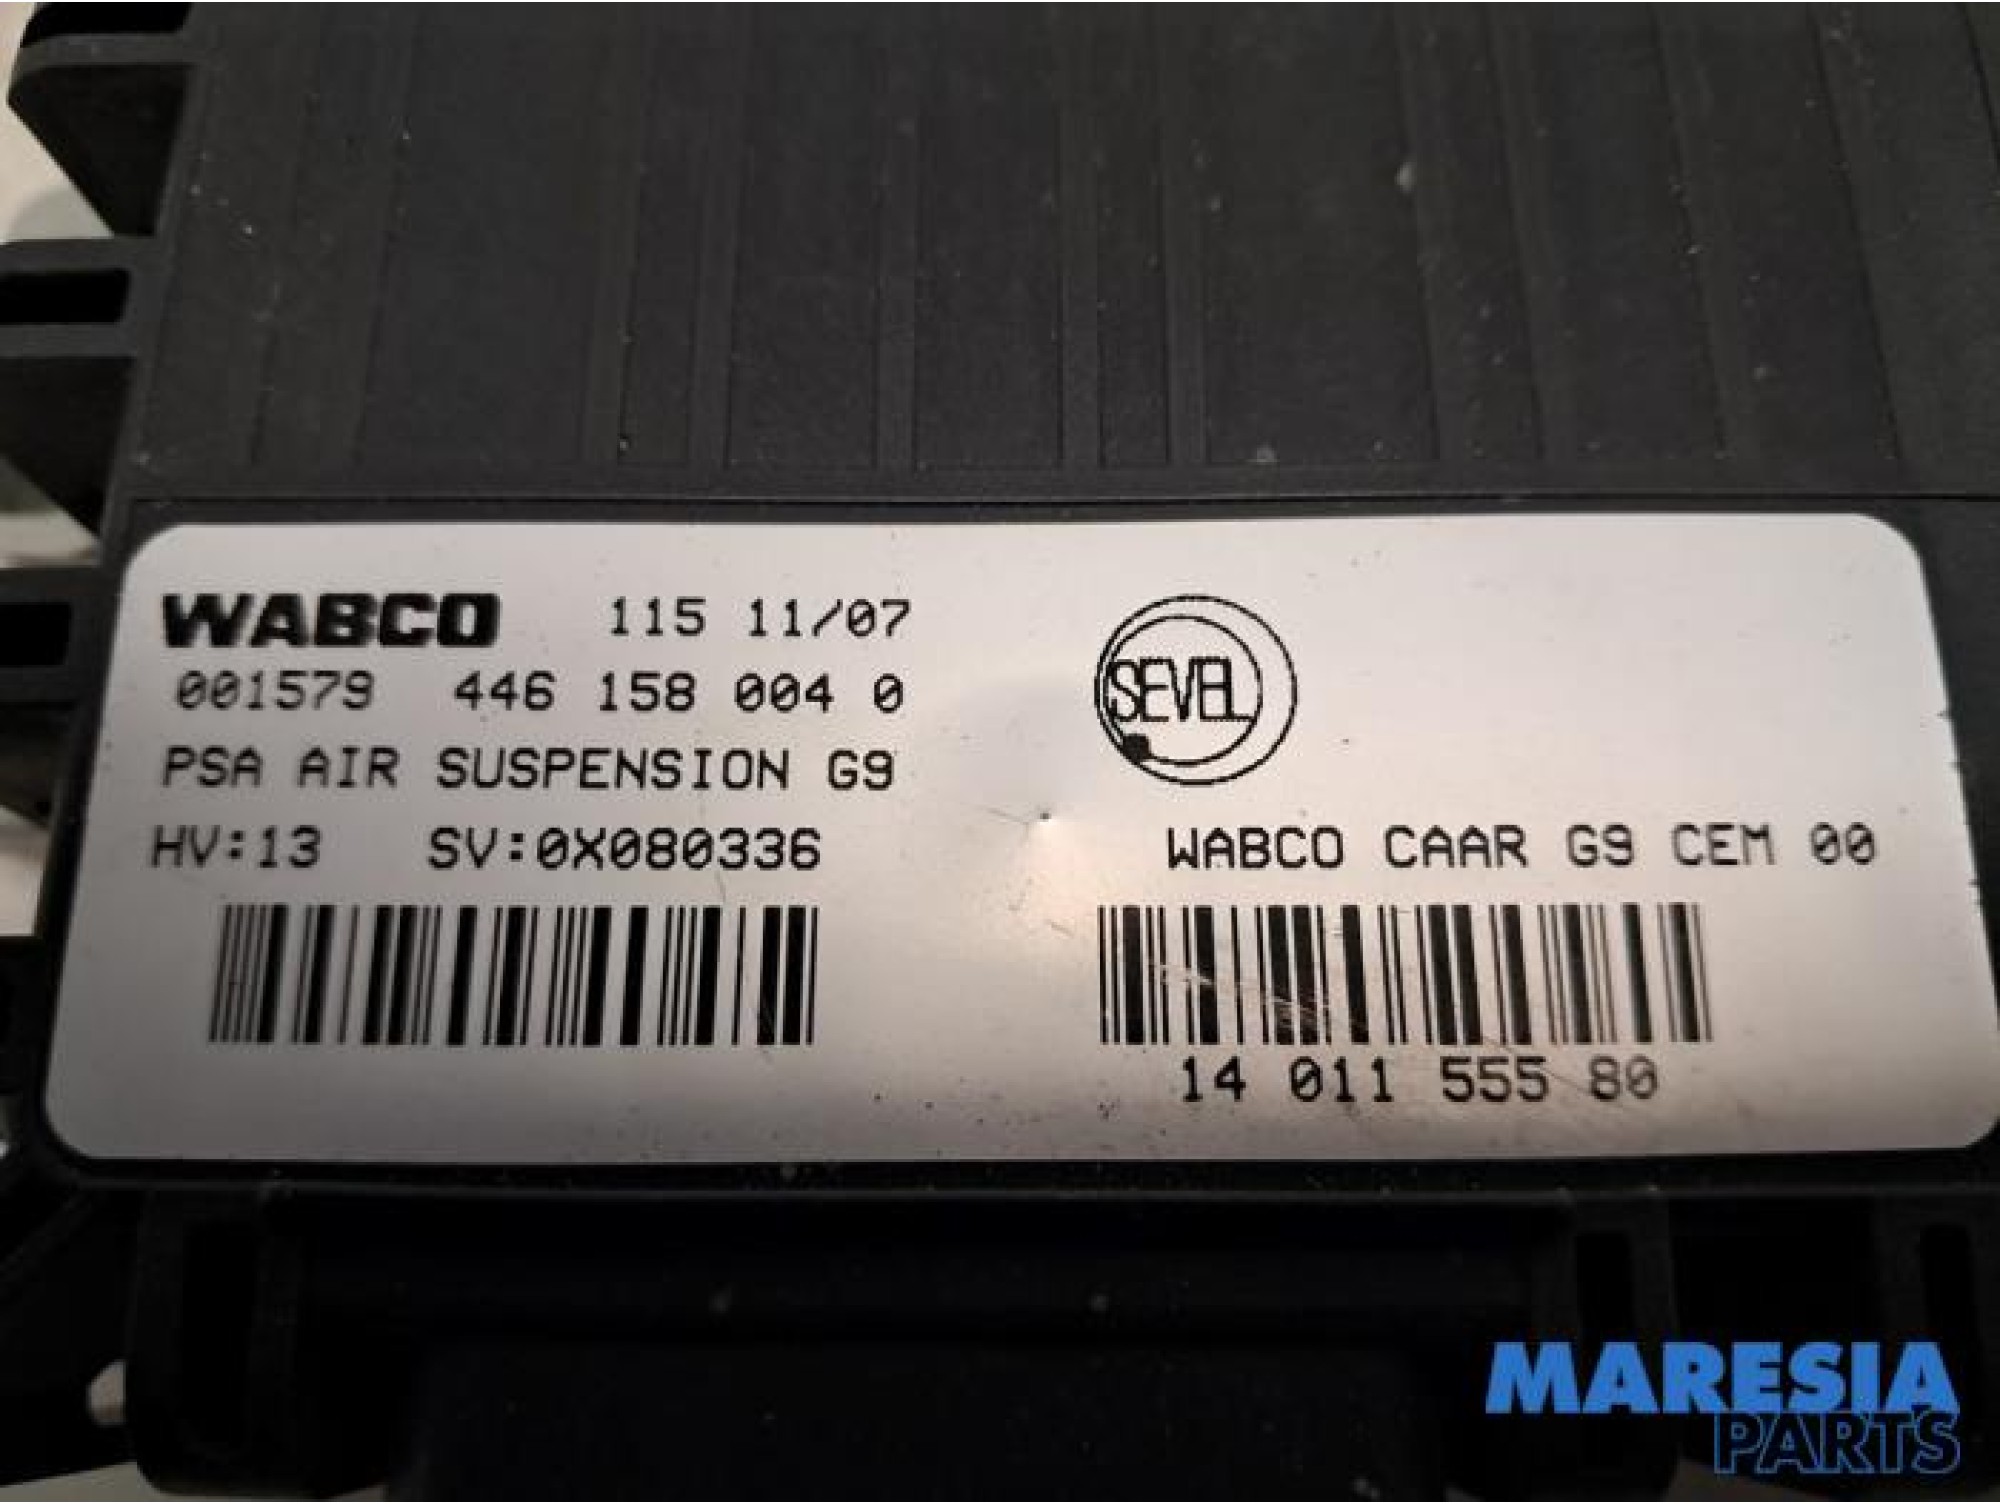 WABCO 115 11/07
001579 446 158 004 0
PSA AIR SUSPENSION G9
HV:13 SV:0X080336
SEVEL
WABCO CAAR G9 CEM 00
14 011 555 80
MARESIA
PARTS